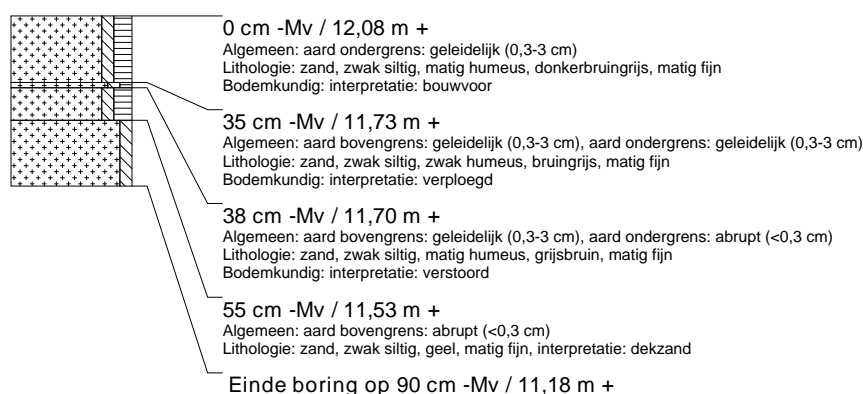 0 cm -Mv / 12,08 m +
Algemeen: aard ondergrens: geleidelijk (0,3-3 cm)
Lithologie: zand, zwak siltig, matig humeus, donkerbruingrijs, matig fijn
Bodemkundig: interpretatie: bouwvoor
35 cm -Mv / 11,73 m +
Algemeen: aard bovengrens: geleidelijk (0,3-3 cm), aard ondergrens: geleidelijk (0,3-3 cm)
Lithologie: zand, zwak siltig, zwak humeus, bruingrijs, matig fijn
Bodemkundig: interpretatie: verploegd
38 cm -Mv / 11,70 m +
Algemeen: aard bovengrens: geleidelijk (0,3-3 cm), aard ondergrens: abrupt (<0,3 cm)
Lithologie: zand, zwak siltig, matig humeus, grijsbruin, matig fijn
Bodemkundig: interpretatie: verstoord
55 cm -Mv / 11,53 m +
Algemeen: aard bovengrens: abrupt (<0,3 cm)
Lithologie: zand, zwak siltig, geel, matig fijn, interpretatie: dekzand
Einde boring op 90 cm -Mv / 11,18 m +